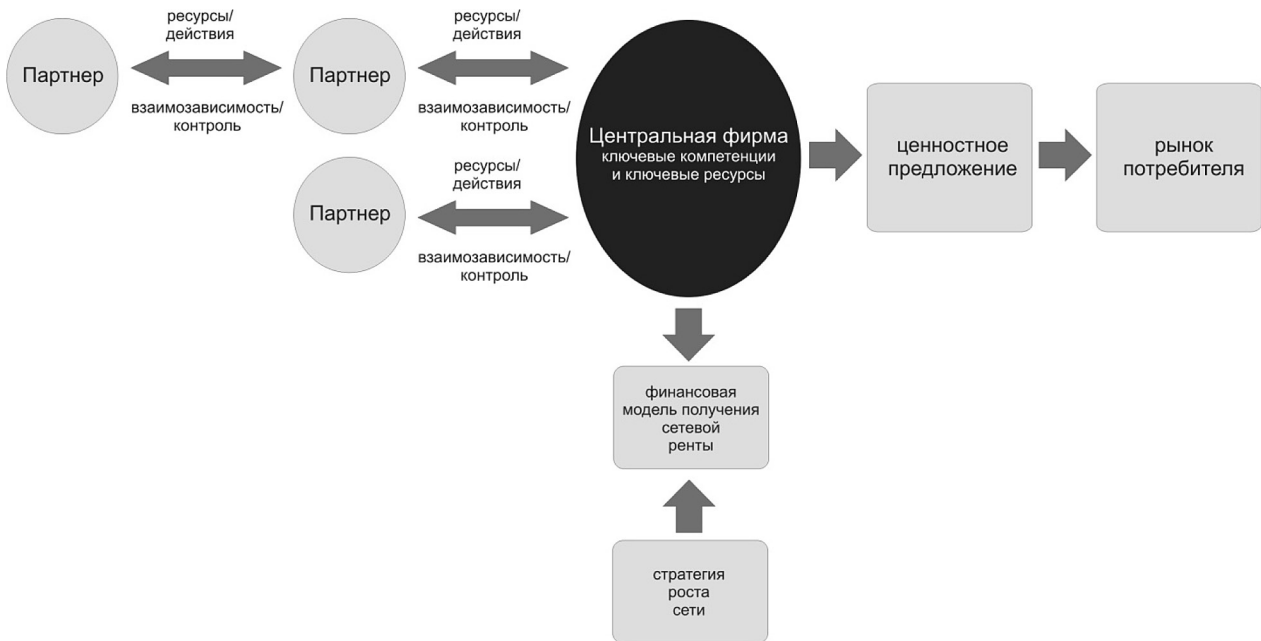 ресурсы/
действия
ресурсы/
действия
Партнер
Партнер
взаимозависимость/
контроль
взаимозависимость/
контроль
Центральная фирма
ключевые компетенции
и ключевые ресурсы
ценностное
предложение
рынок
потребителя
ресурсы/
действия
Партнер
взаимозависимость/
контроль
финансовая
модель получения
сетевой
ренты
стратегия
роста
сети